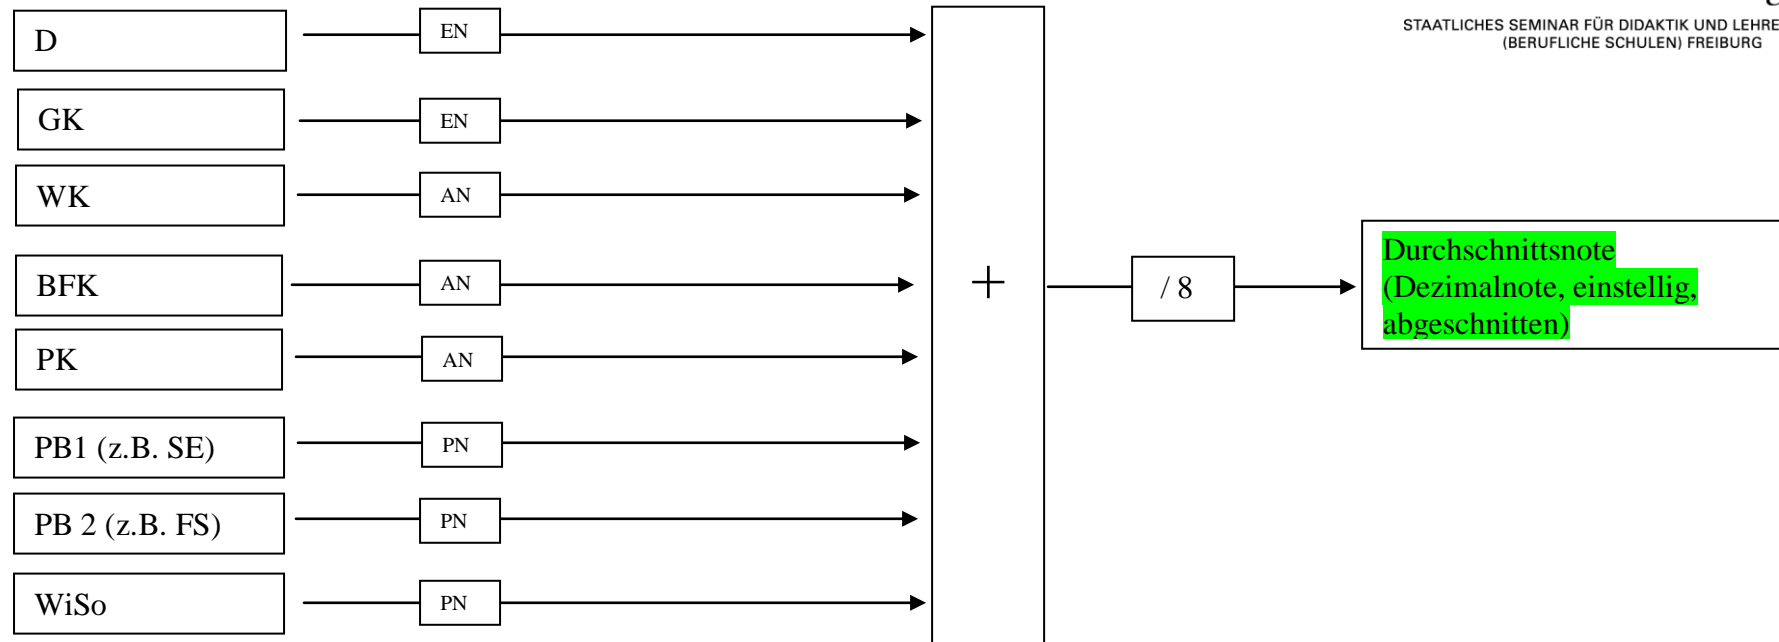 STAATLICHES SEMINAR FÜR DIDAKTIK UND LEHRE
(BERUFLICHE SCHULEN) FREIBURG
D
EN
GK
EN
WK
AN
BFK
AN
PK
AN
PB1 (z.B. SE)
PN
PB 2 (z.B. FS)
PN
WiSo
PN
+
/ 8
Durchschnittsnote
(Dezimalnote, einstellig,
abgeschnitten)